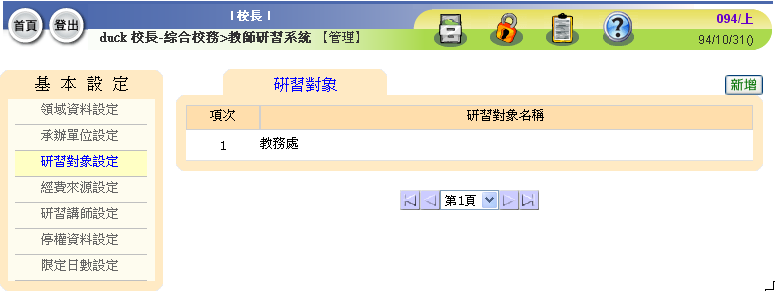 首頁
登出
I 校長 I
duck 校長-綜合校務>教師研習系統 【管理】
094/上
94/10/31()
基 本 設 定
領域資料設定
承辦單位設定
研習對象設定
經費來源設定
研習講師設定
停權資料設定
限定日數設定
研習對象
新增
項次 研習對象名稱
1 教務處
第1頁